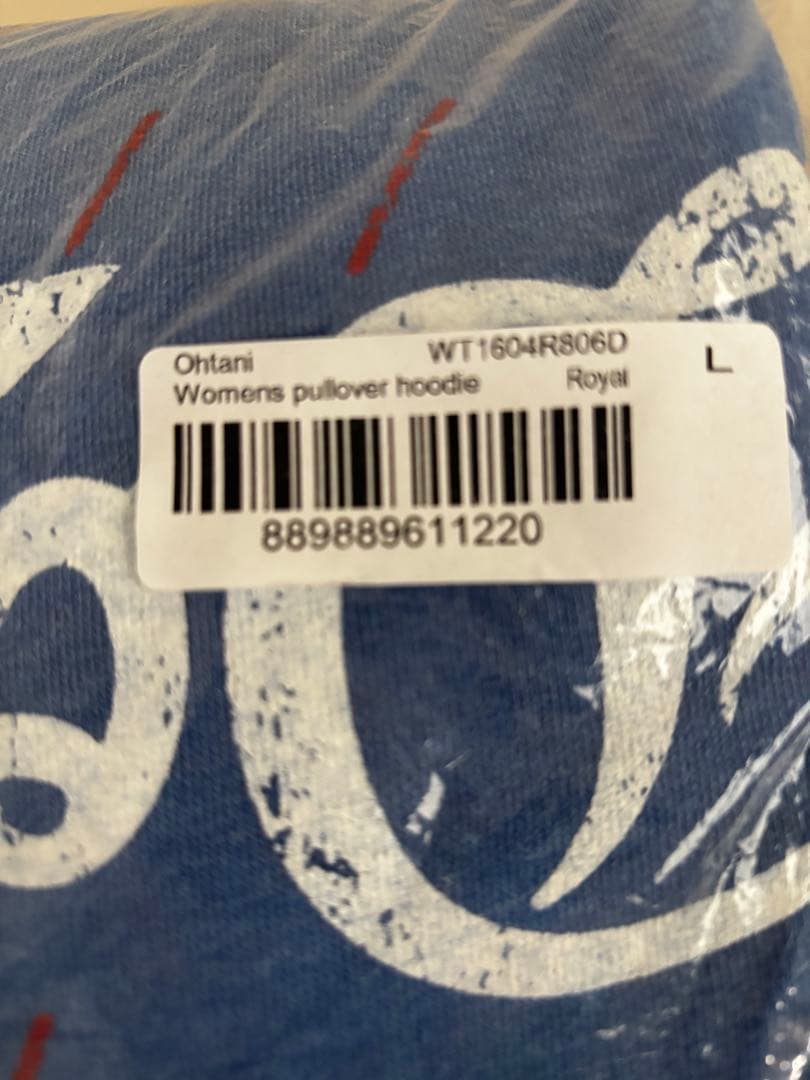 Ohtani WT1604R806D L
Womens pullover hoodie Royal
889889611220